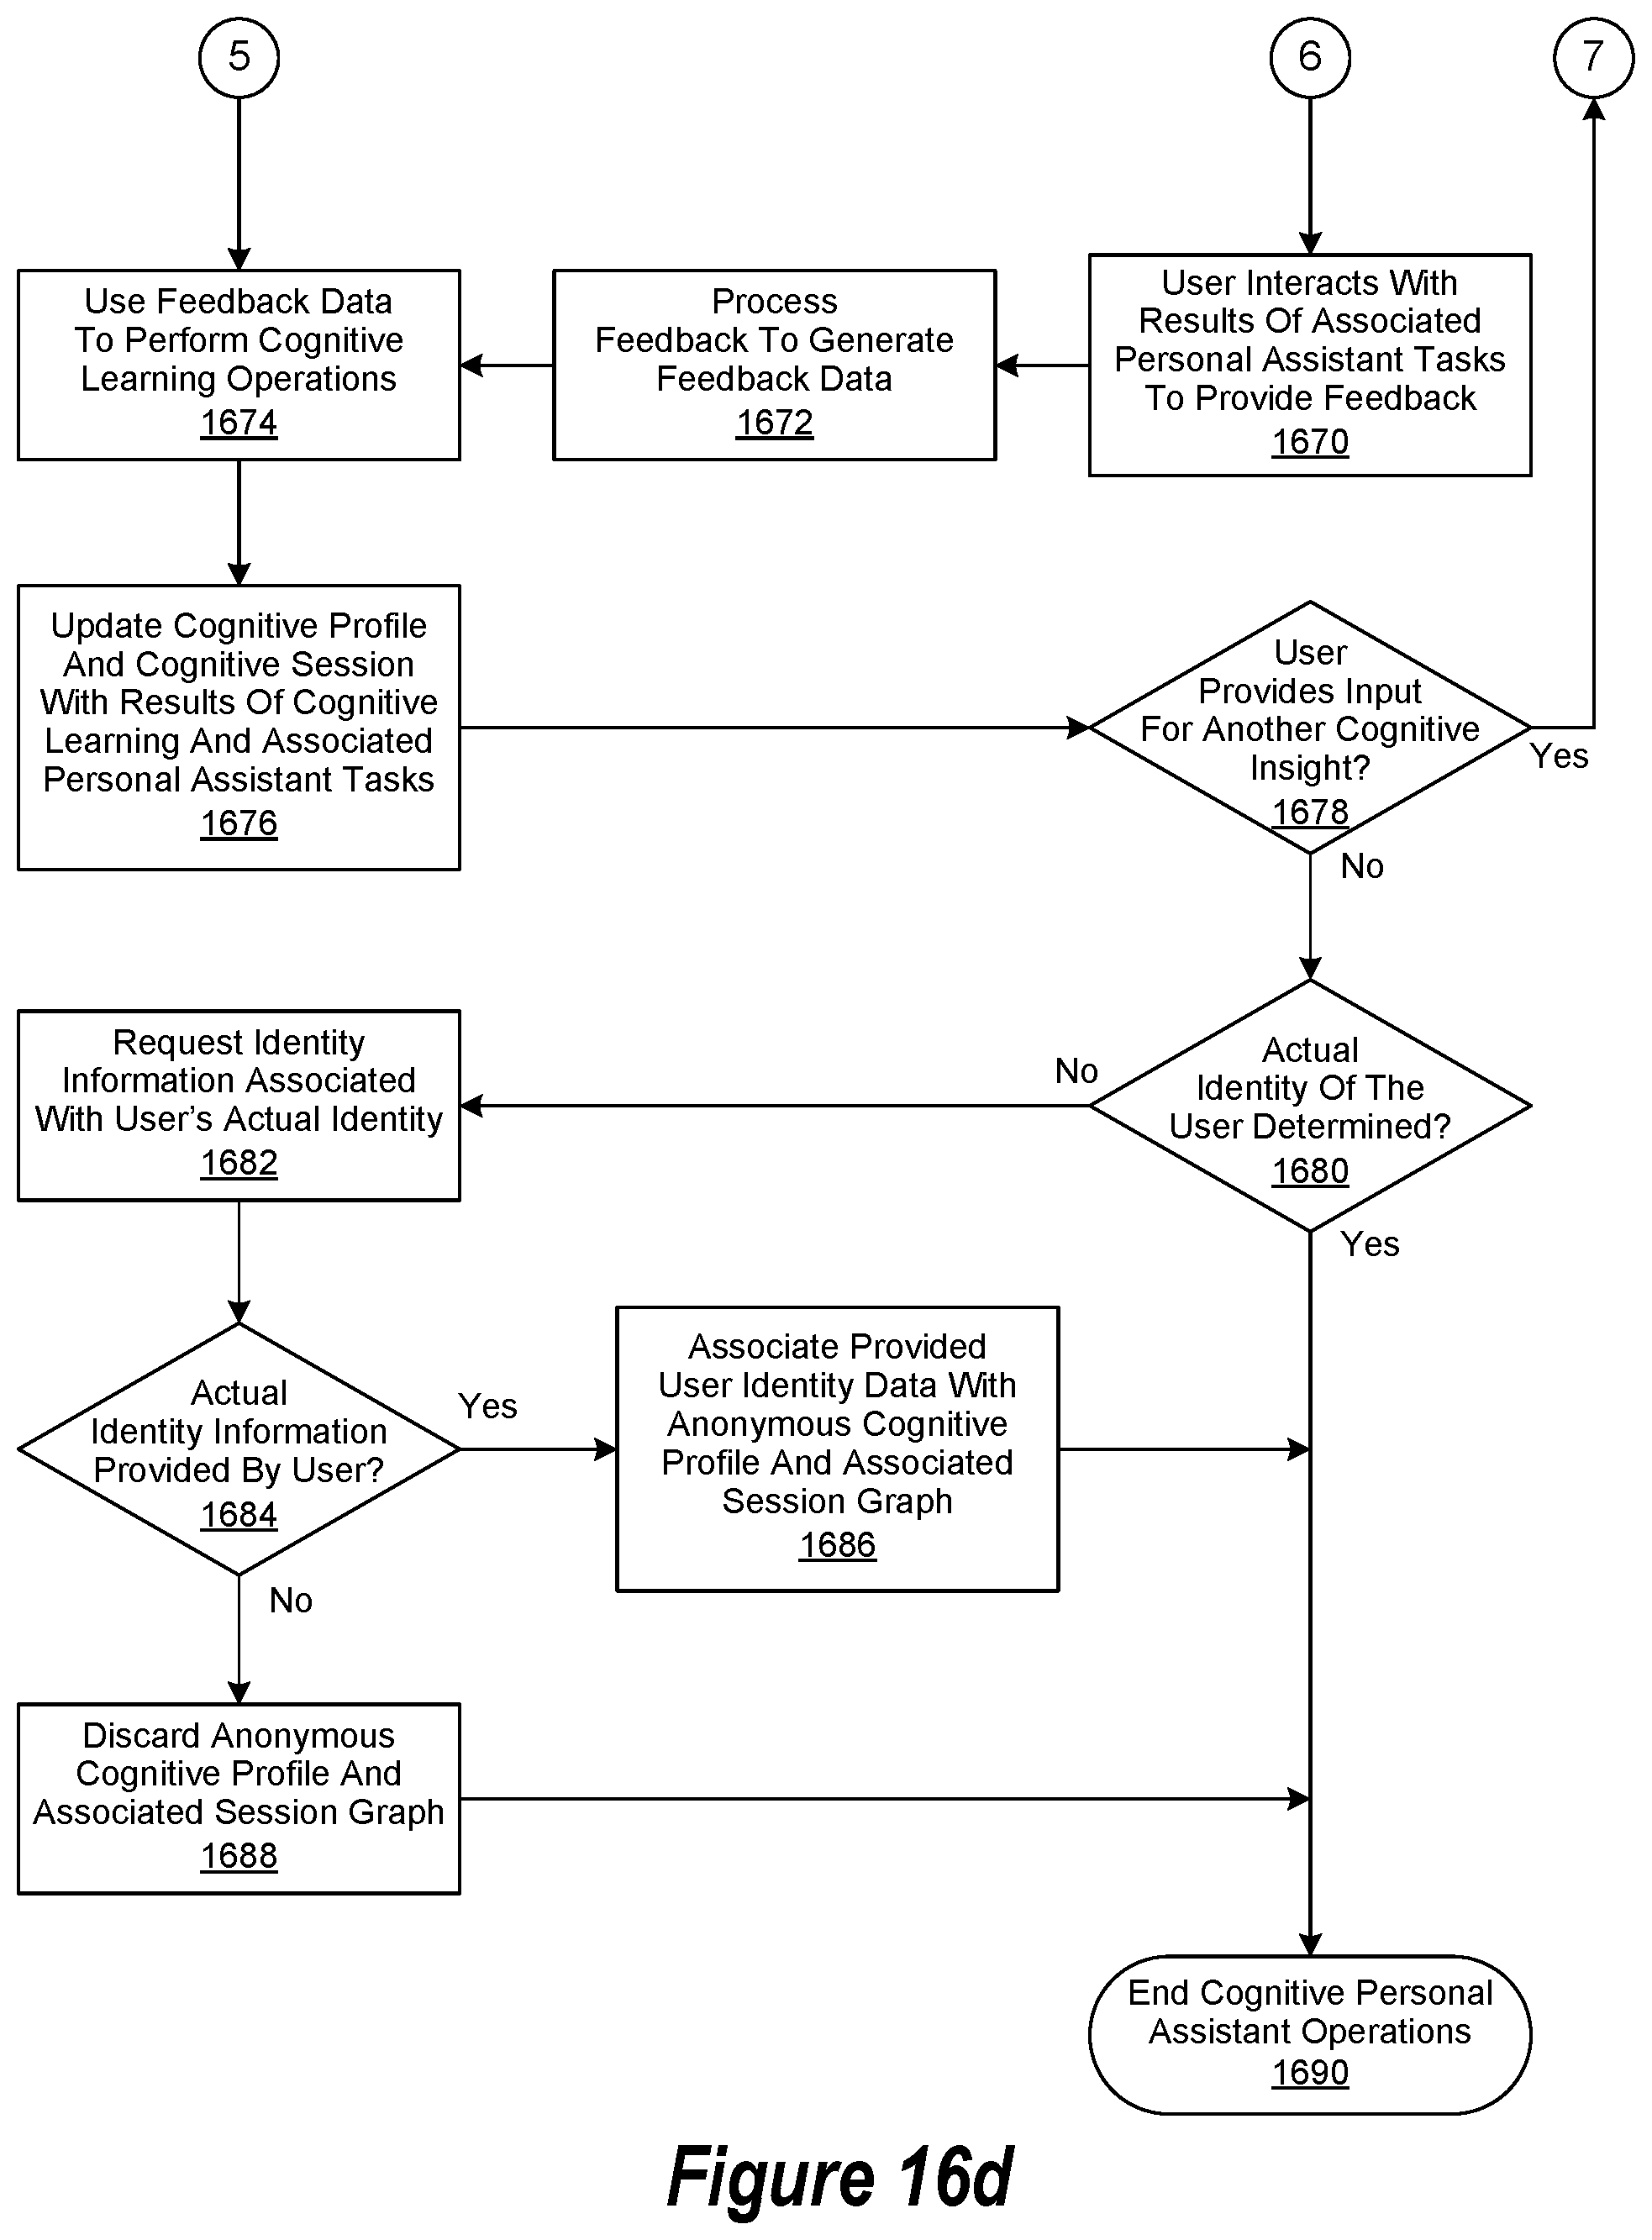 5
6
7
Use Feedback Data
To Perform Cognitive
Learning Operations
1674
Process
Feedback To Generate
Feedback Data
1672
User Interacts With
Results Of Associated
Personal Assistant Tasks
To Provide Feedback
1670
Update Cognitive Profile
And Cognitive Session
With Results Of Cognitive
Learning And Associated
Personal Assistant Tasks
1676
User
Provides Input
For Another Cognitive
Insight?
1678
Yes
No
Request Identity
Information Associated
With User’s Actual Identity
1682
No
Actual
Identity Of The
User Determined?
1680
Yes
Actual
Identity Information
Provided By User?
1684
Yes
No
Associate Provided
User Identity Data With
Anonymous Cognitive
Profile And Associated
Session Graph
1686
Discard Anonymous
Cognitive Profile And
Associated Session Graph
1688
End Cognitive Personal
Assistant Operations
1690
Figure 16d